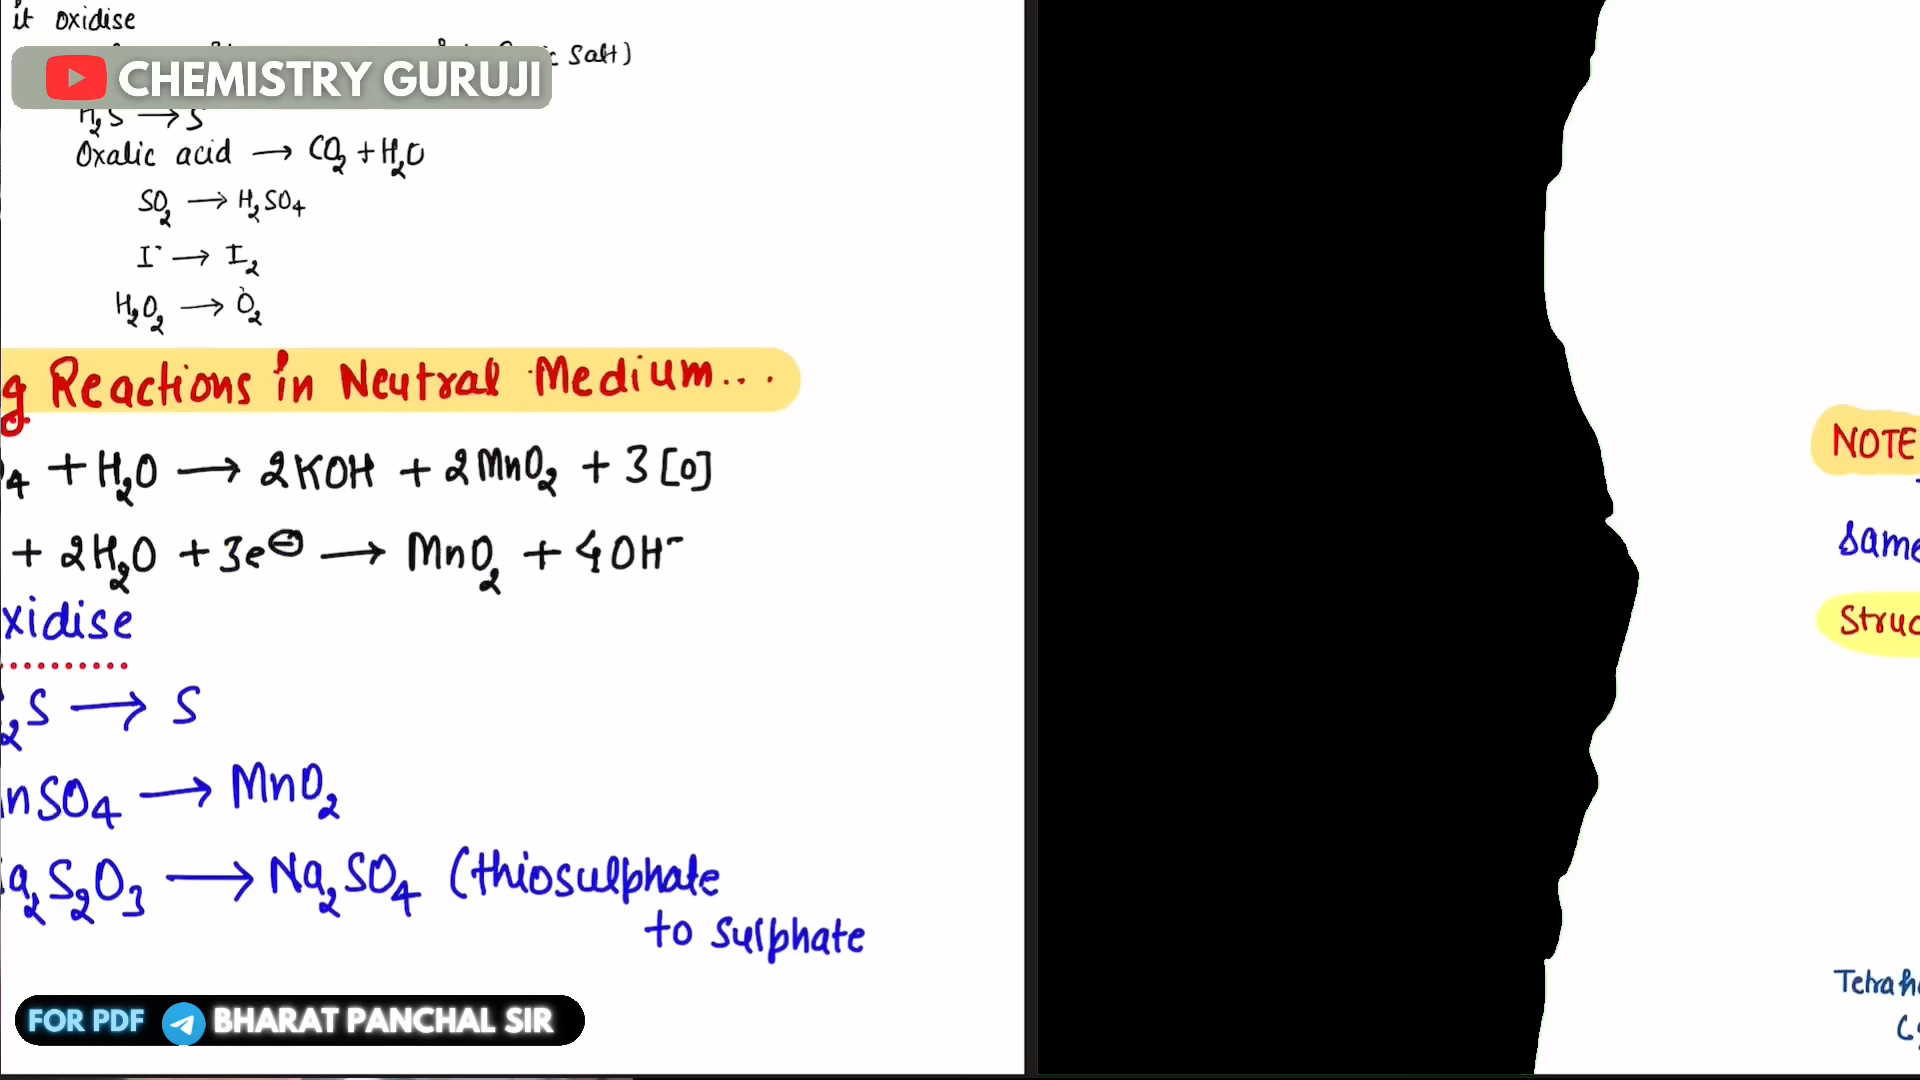 it oxidise
Salt)
CHEMISTRY GURUJI
H₂S → S
Oxalic acid → CO₂ + H₂O
SO₂ → H₂SO₄
I⁻ → I₂
H₂O₂ → O₂
g Reactions in Neutral Medium...
₄ + H₂O → 2KOH + 2MnO₂ + 3[O]
+ 2H₂O + 3e⊖ → MnO₂ + 4OH⁻
xidise
₂S → S
nSO₄ → MnO₂
a₂S₂O₃ → Na₂SO₄ (thiosulphate
to sulphate
FOR PDF BHARAT PANCHAL SIR
NOTE
Same
Struc
Tetrah